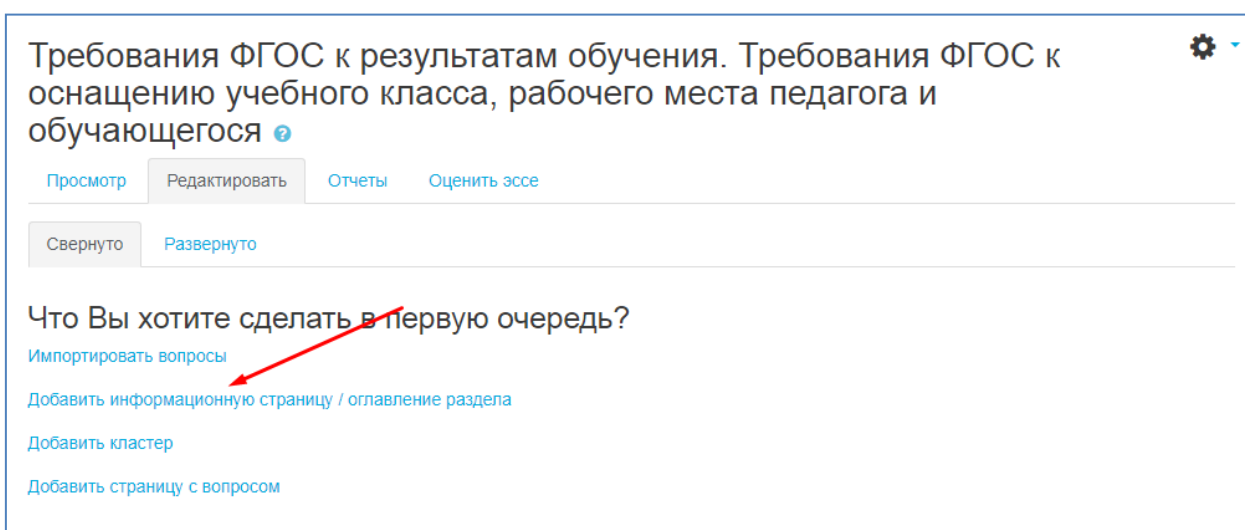 Требования ФГОС к результатам обучения. Требования ФГОС к
оснащению учебного класса, рабочего места педагога и
обучающегося ?
Просмотр Редактировать Отчеты Оценить эссе
Свернуто Развернуто
Что Вы хотите сделать в первую очередь?
Импортировать вопросы
Добавить информационную страницу / оглавление раздела
Добавить кластер
Добавить страницу с вопросом